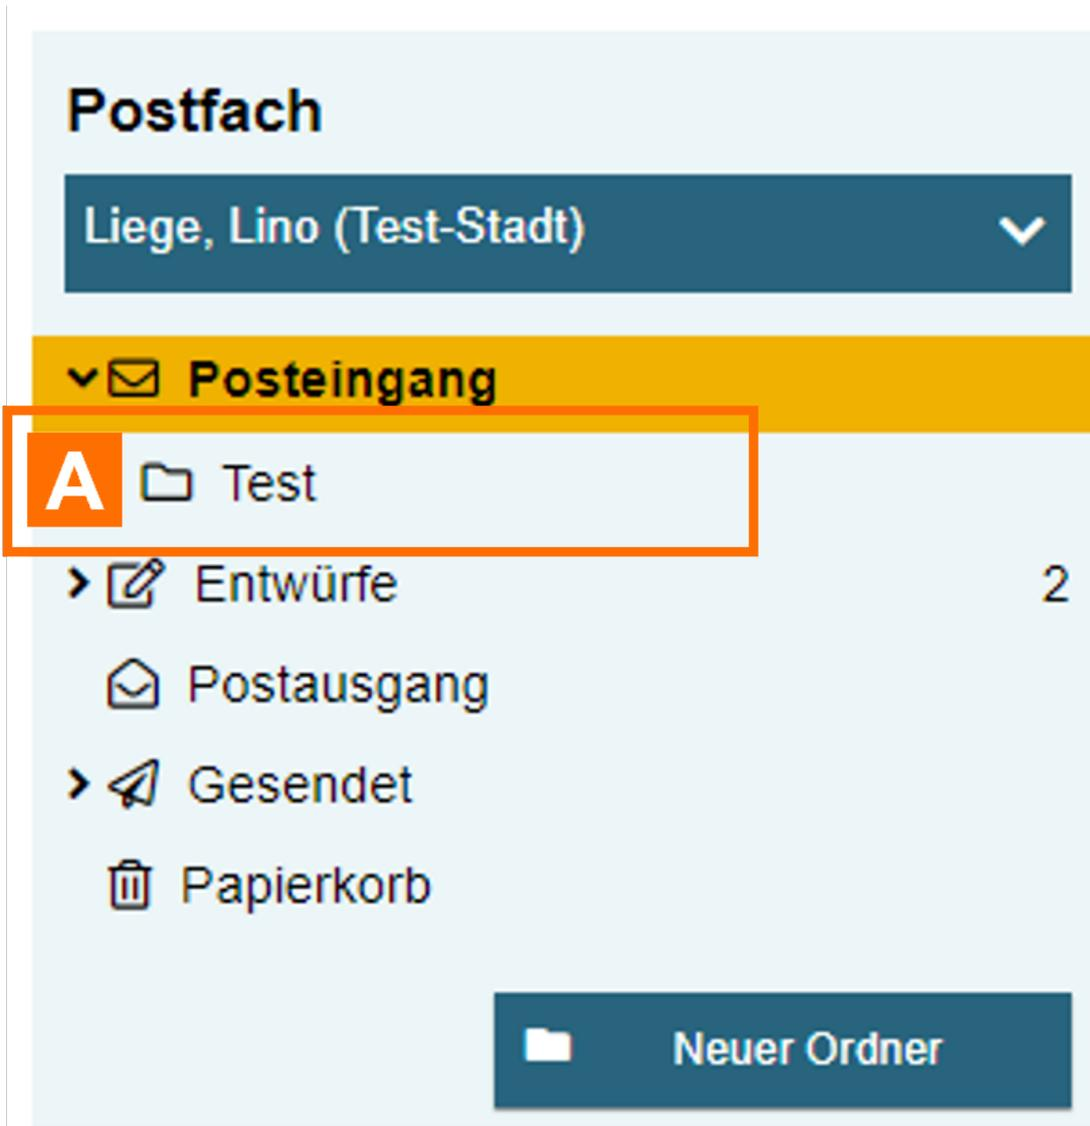 Postfach
Liege, Lino (Test-Stadt)
Posteingang
A Test
Entwürfe 2
Postausgang
Gesendet
Papierkorb
Neuer Ordner